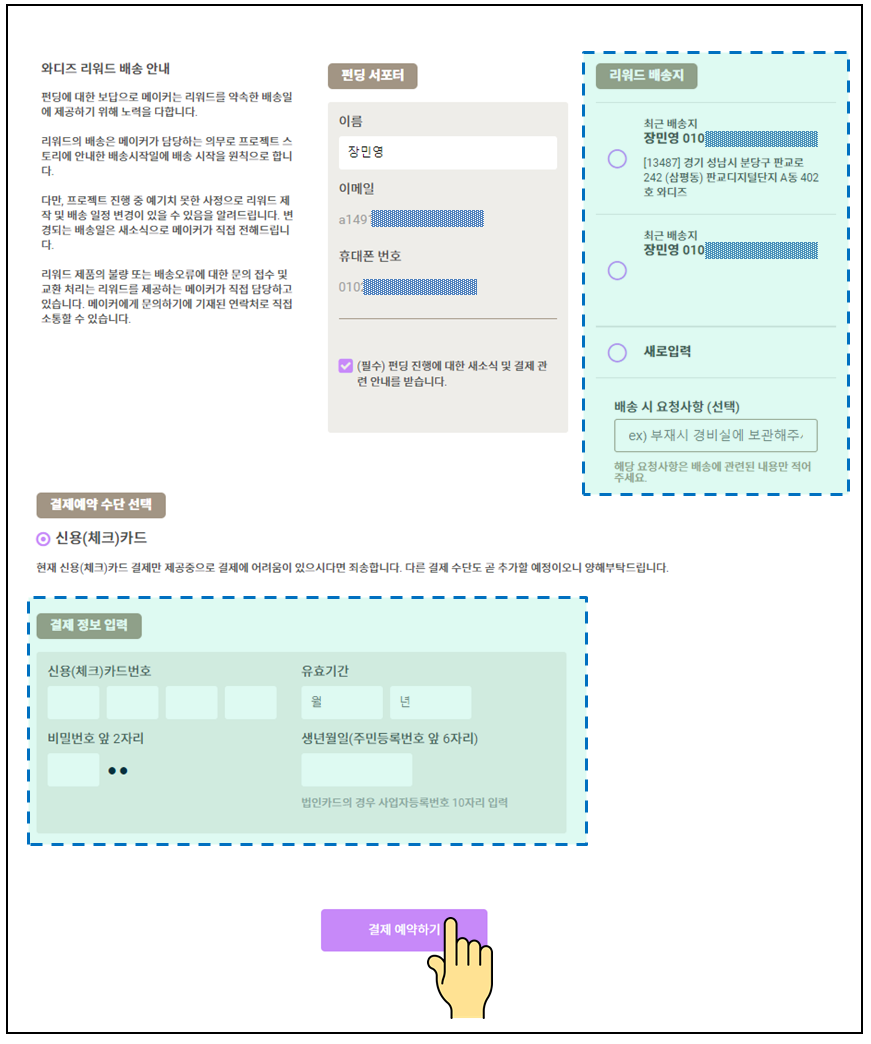 와디즈 리워드 배송 안내
펀딩에 대한 보답으로 메이커는 리워드를 약속한 배송일
에 제공하기 위해 노력을 다합니다.
리워드의 배송은 메이커가 담당하는 의무로 프로젝트 스
토리에 안내한 배송시작일에 배송 시작을 원칙으로 합니
다.
다만, 프로젝트 진행 중 예기치 못한 사정으로 리워드 제
작 및 배송 일정 변경이 있을 수 있음을 알려드립니다. 변
경되는 배송일은 새소식으로 메이커가 직접 전해드립니
다.
리워드 제품의 불량 또는 배송오류에 대한 문의 접수 및
교환 처리는 리워드를 제공하는 메이커가 직접 담당하고
있습니다. 메이커에게 문의하기에 기재된 연락처로 직접
소통할 수 있습니다.
펀딩 서포터
이름
장민영
이메일
a149
휴대폰 번호
010
(필수) 펀딩 진행에 대한 새소식 및 결제 관
련 안내를 받습니다.
리워드 배송지
최근 배송지
장민영 010
[13487] 경기 성남시 분당구 판교로
242 (삼평동) 판교디지털단지 A동 402
호 와디즈
최근 배송지
장민영 010
새로입력
배송 시 요청사항 (선택)
ex) 부재시 경비실에 보관해주
해당 요청사항은 배송에 관련된 내용만 적어
주세요.
결제예약 수단 선택
신용(체크)카드
현재 신용(체크)카드 결제만 제공중으로 결제에 어려움이 있으시다면 죄송합니다. 다른 결제 수단도 곧 추가할 예정이오니 양해부탁드립니다.
결제 정보 입력
신용(체크)카드번호
유효기간
월
년
비밀번호 앞 2자리
생년월일(주민등록번호 앞 6자리)
법인카드의 경우 사업자등록번호 10자리 입력
결제 예약하기